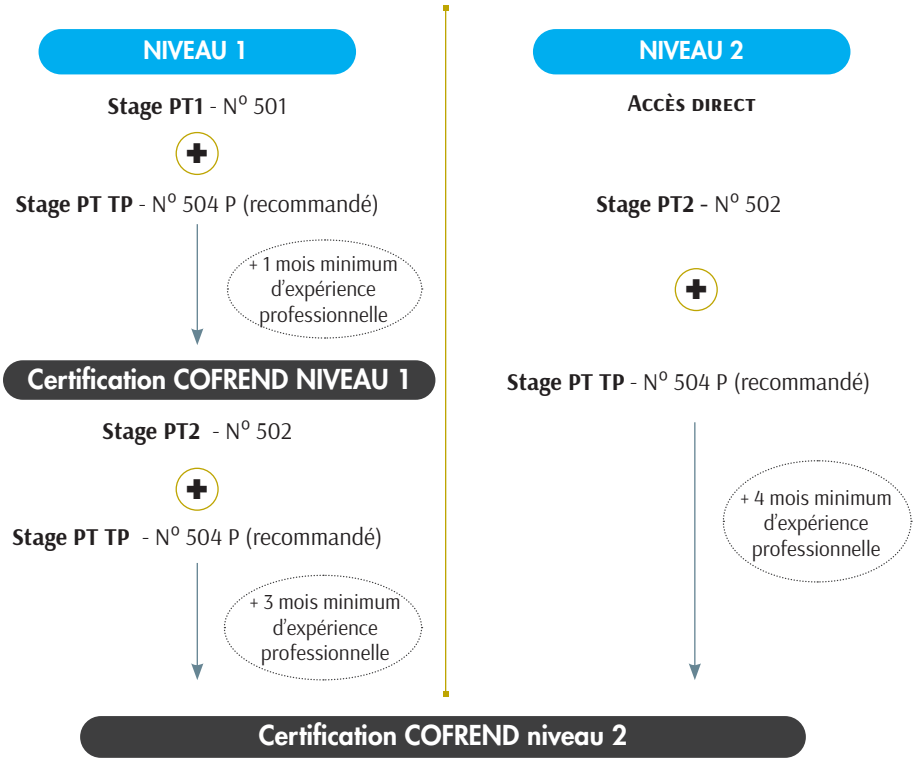 NIVEAU 1
Stage PT1 - N° 501
Stage PT TP - N° 504 P (recommandé)
+ 1 mois minimum
d'expérience
professionnelle
Certification COFREND NIVEAU 1
Stage PT2 - N° 502
Stage PT TP - N° 504 P (recommandé)
+ 3 mois minimum
d'expérience
professionnelle
NIVEAU 2
Accès direct
Stage PT2 - N° 502
Stage PT TP - N° 504 P (recommandé)
+ 4 mois minimum
d'expérience
professionnelle
Certification COFREND niveau 2